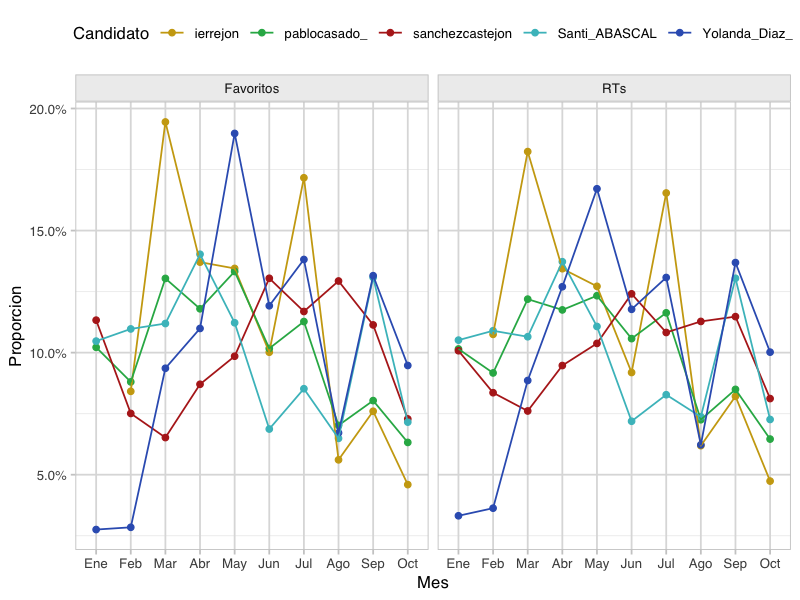 Candidato ierrejon pablocasado_ sanchezcastejon Santi_ABASCAL Yolanda_Diaz_
Favoritos RTs
20.0%
15.0%
10.0%
5.0%
Proporcion
Ene Feb Mar Abr May Jun Jul Ago Sep Oct Ene Feb Mar Abr May Jun Jul Ago Sep Oct
Mes